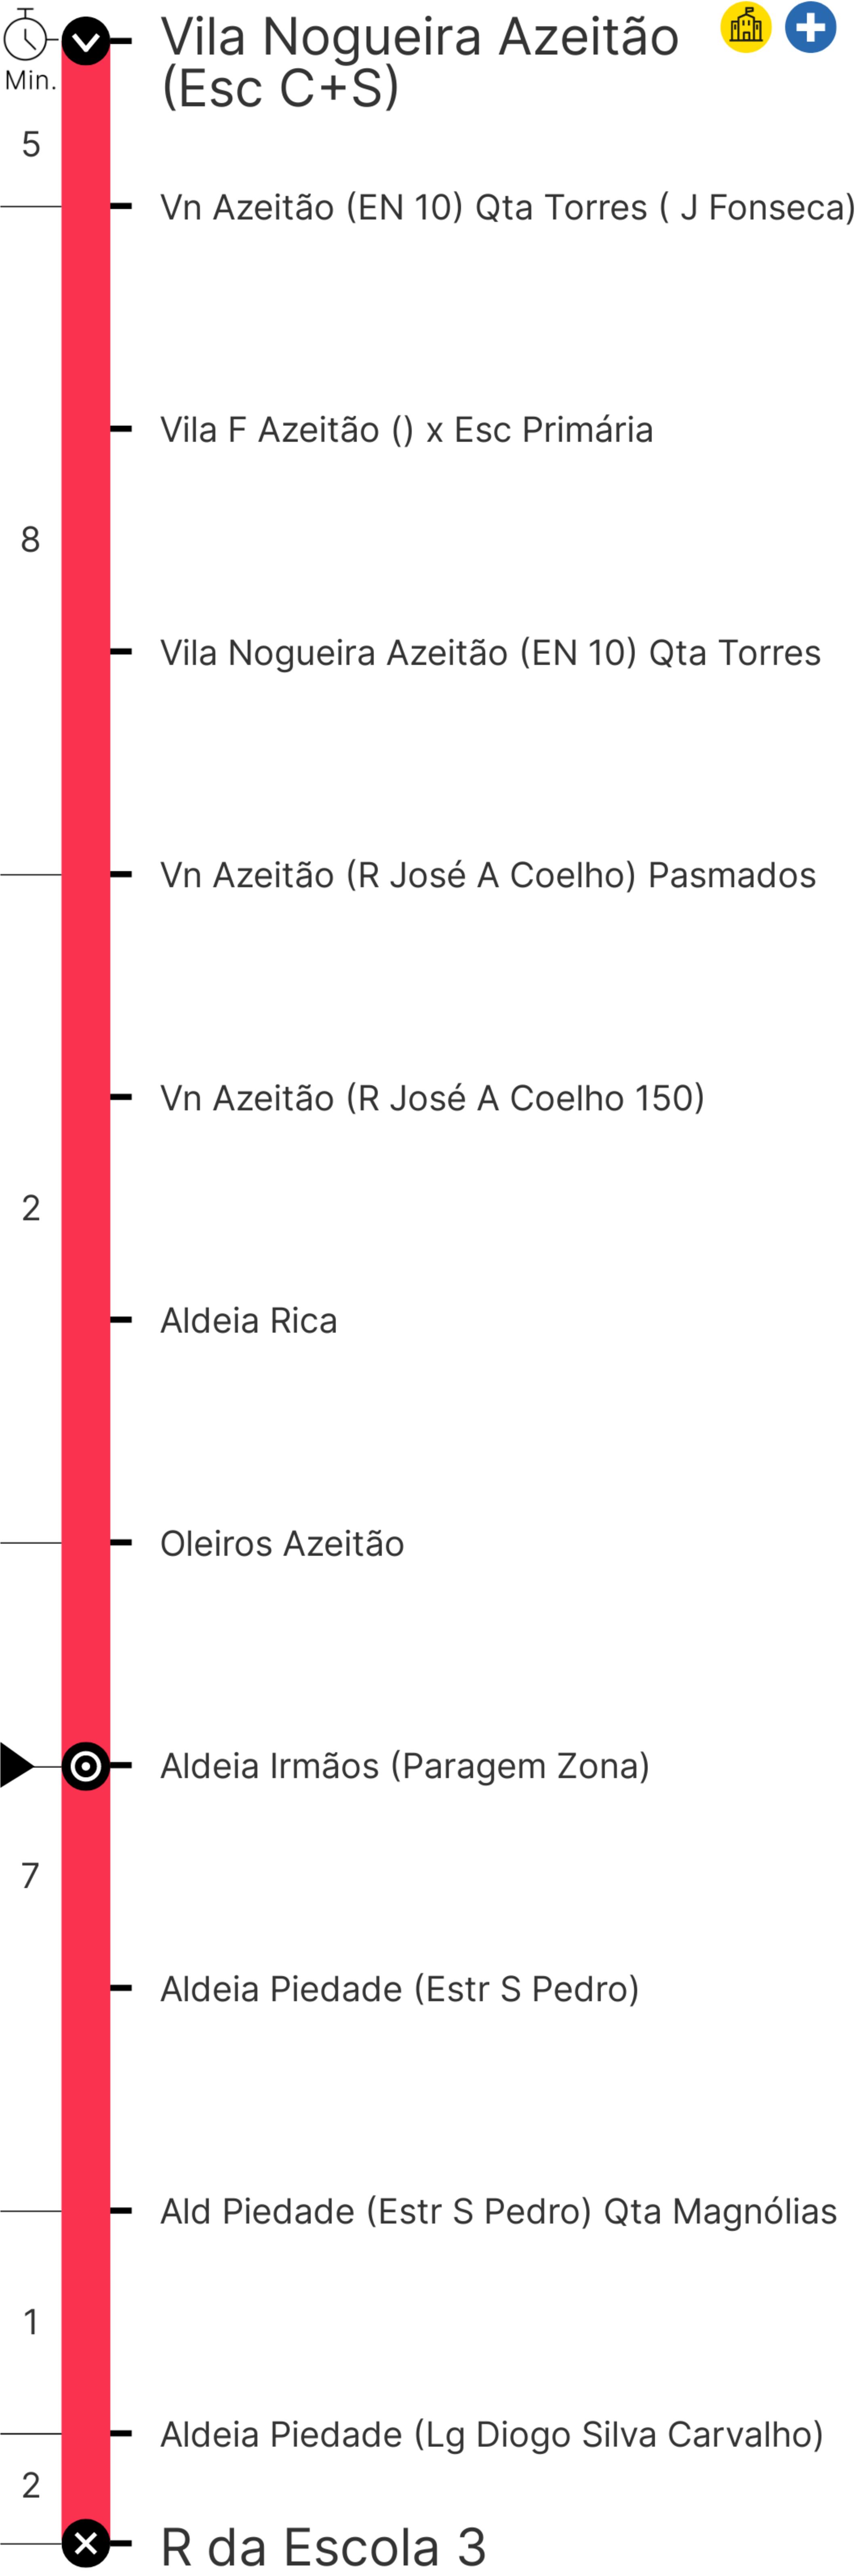 Vila Nogueira Azeitão
(Esc C+S)
Min.
5
Vn Azeitão (EN 10) Qta Torres ( J Fonseca)
Vila F Azeitão () x Esc Primária
8
Vila Nogueira Azeitão (EN 10) Qta Torres
Vn Azeitão (R José A Coelho) Pasmados
Vn Azeitão (R José A Coelho 150)
2
Aldeia Rica
Oleiros Azeitão
Aldeia Irmãos (Paragem Zona)
7
Aldeia Piedade (Estr S Pedro)
Ald Piedade (Estr S Pedro) Qta Magnólias
1
Aldeia Piedade (Lg Diogo Silva Carvalho)
2
R da Escola 3